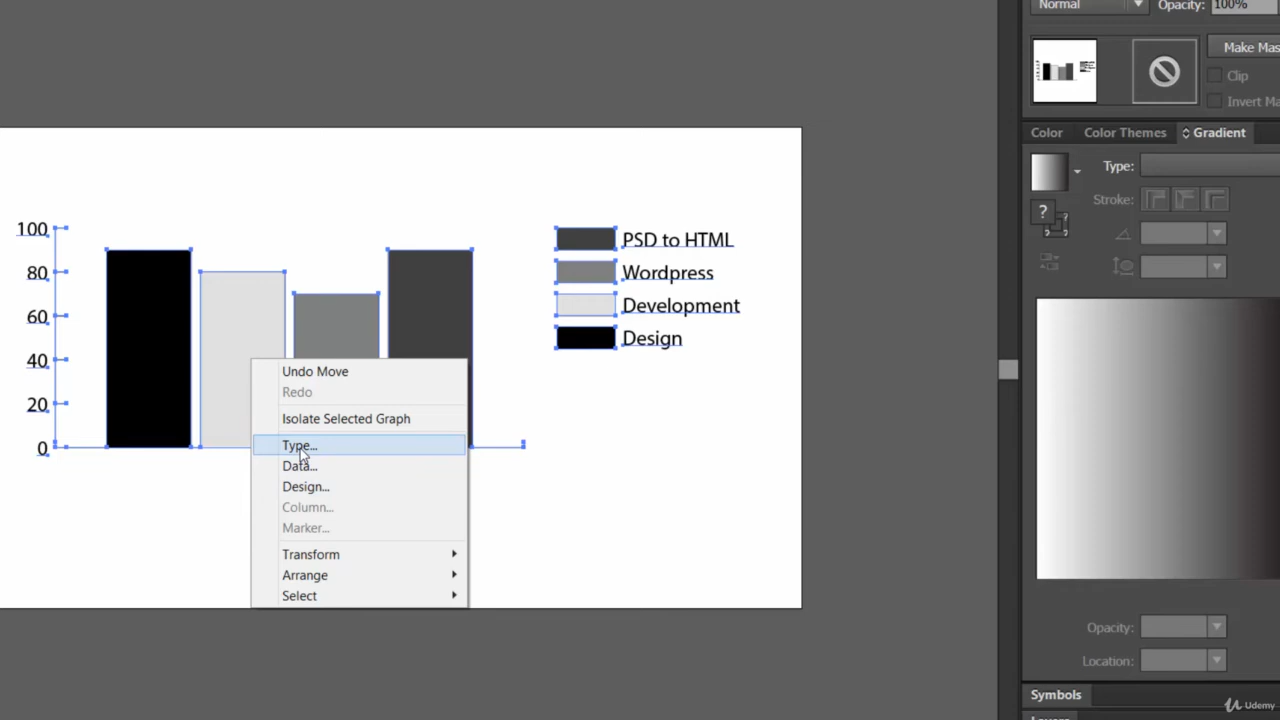 Normal
Opacity: 100%
Make Mas
Clip
Invert Ma
Color
Color Themes
Gradient
Type:
Stroke:
?
100
80
60
40
20
0
PSD to HTML
Wordpress
Development
Design
Undo Move
Redo
Isolate Selected Graph
Type...
Data...
Design...
Column...
Marker...
Transform
Arrange
Select
Opacity:
Location:
Symbols
Layers
Udemy